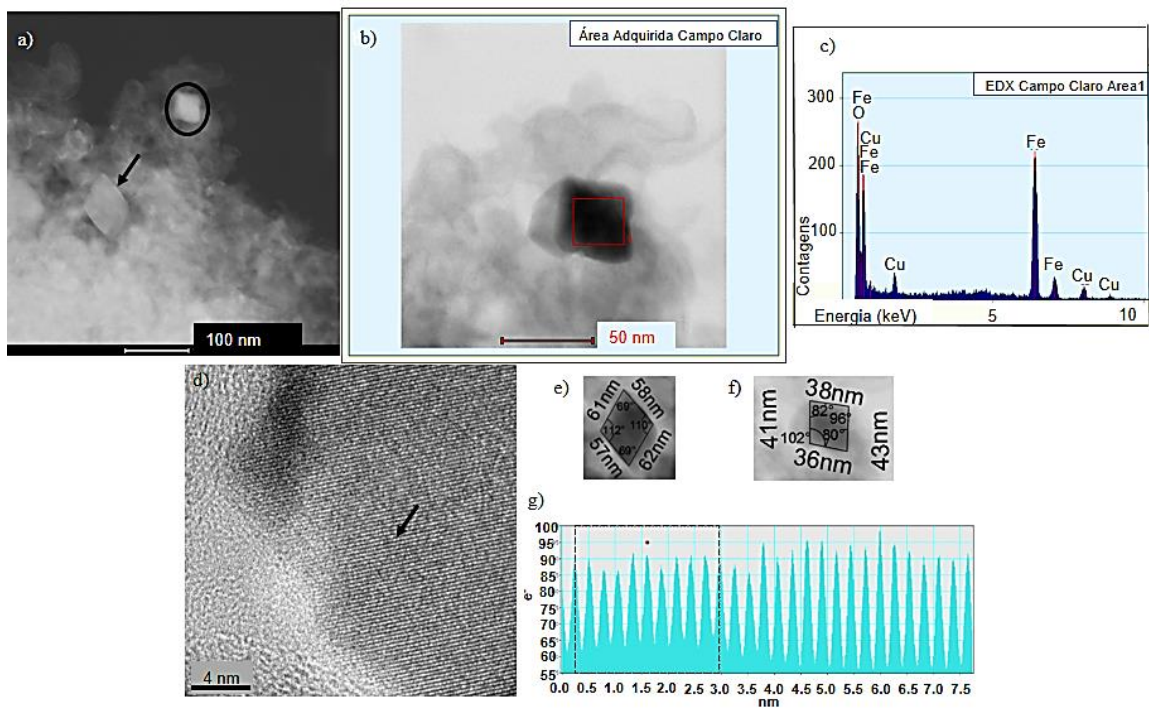 a)
100 nm
b)
Área Adquirida Campo Claro
50 nm
c)
EDX Campo Claro Area1
Contagens
300
200
100
Fe
O
Cu
Fe
Fe
Cu
Fe
Fe
Cu
Cu
Energia (keV)
5
10
d)
4 nm
e)
61nm
58nm
69°
112°
110°
69°
57nm
62nm
f)
38nm
41nm
82°
96°
102°
80°
43nm
36nm
g)
e-
100
95
90
85
80
75
70
65
60
55
0.0 0.5 1.0 1.5 2.0 2.5 3.0 3.5 4.0 4.5 5.0 5.5 6.0 6.5 7.0 7.5
nm